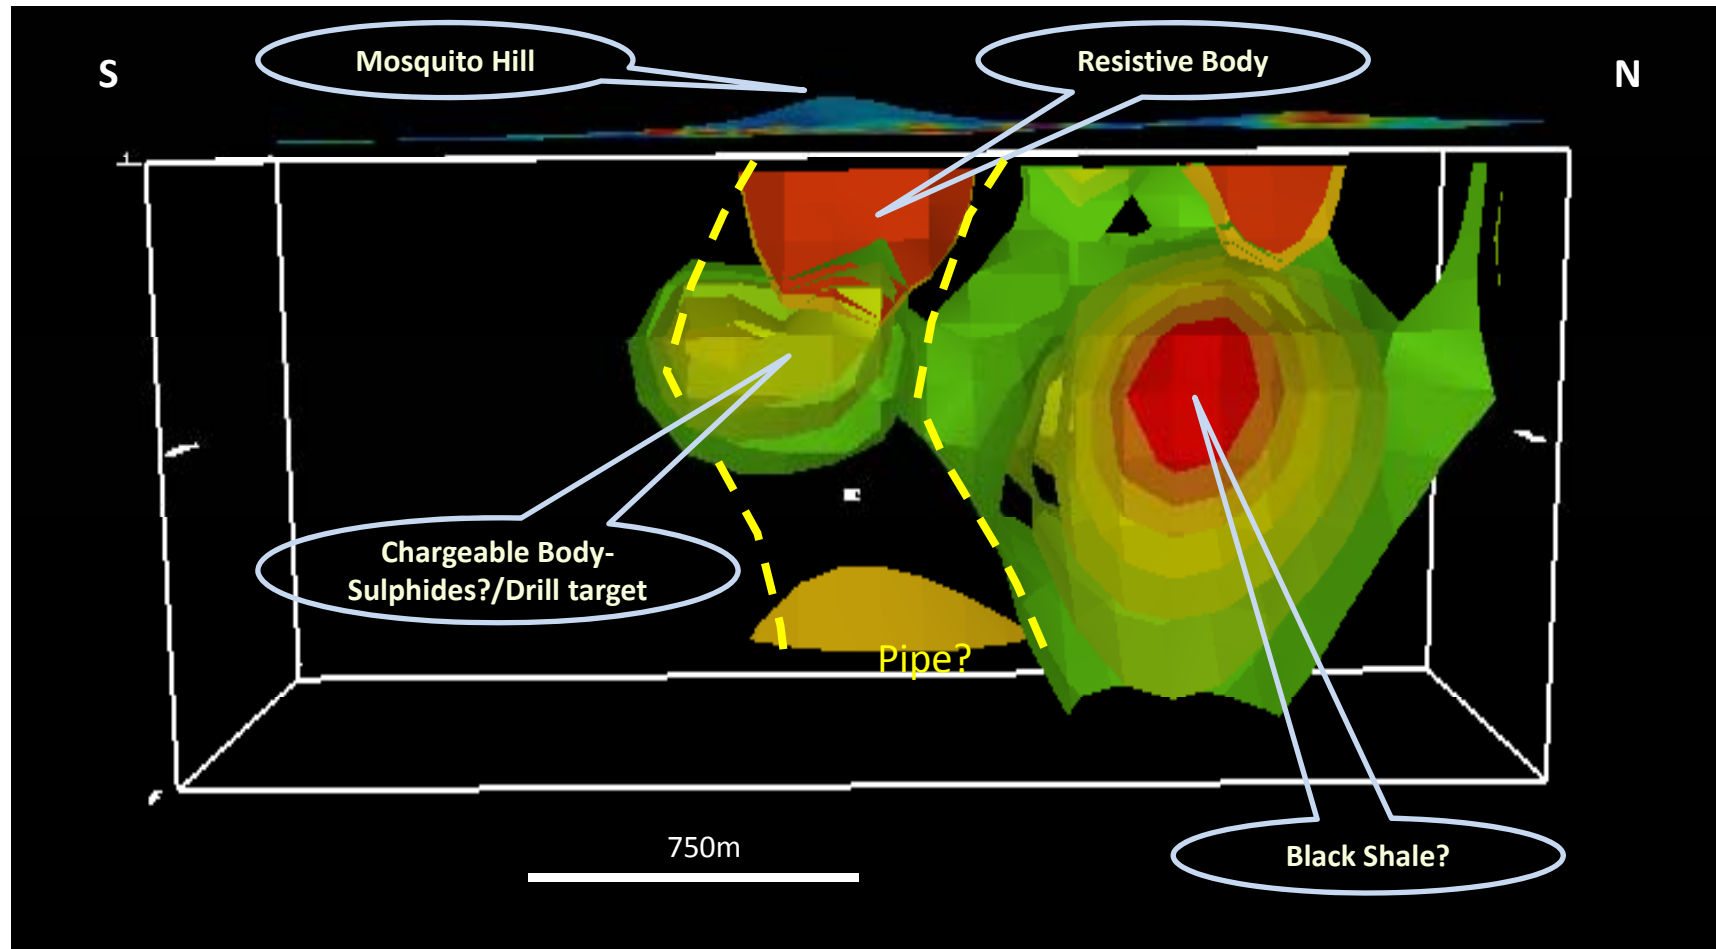 S
Mosquito Hill
Resistive Body
N
Chargeable Body-
Sulphides?/Drill target
Pipe?
750m
Black Shale?